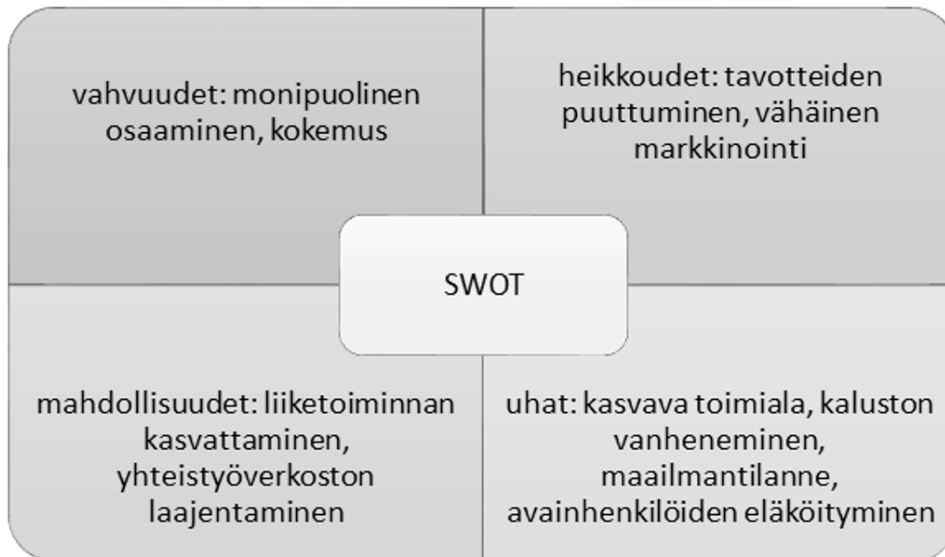 vahvuudet: monipuolinen
osaaminen, kokemus
heikkoudet: tavotteiden
puuttuminen, vähäinen
markkinointi
SWOT
mahdollisuudet: liiketoiminnan
kasvattaminen,
yhteistyöverkoston
laajentaminen
uhat: kasvava toimiala, kaluston
vanheneminen,
maailmantilanne,
avainhenkilöiden eläköityminen